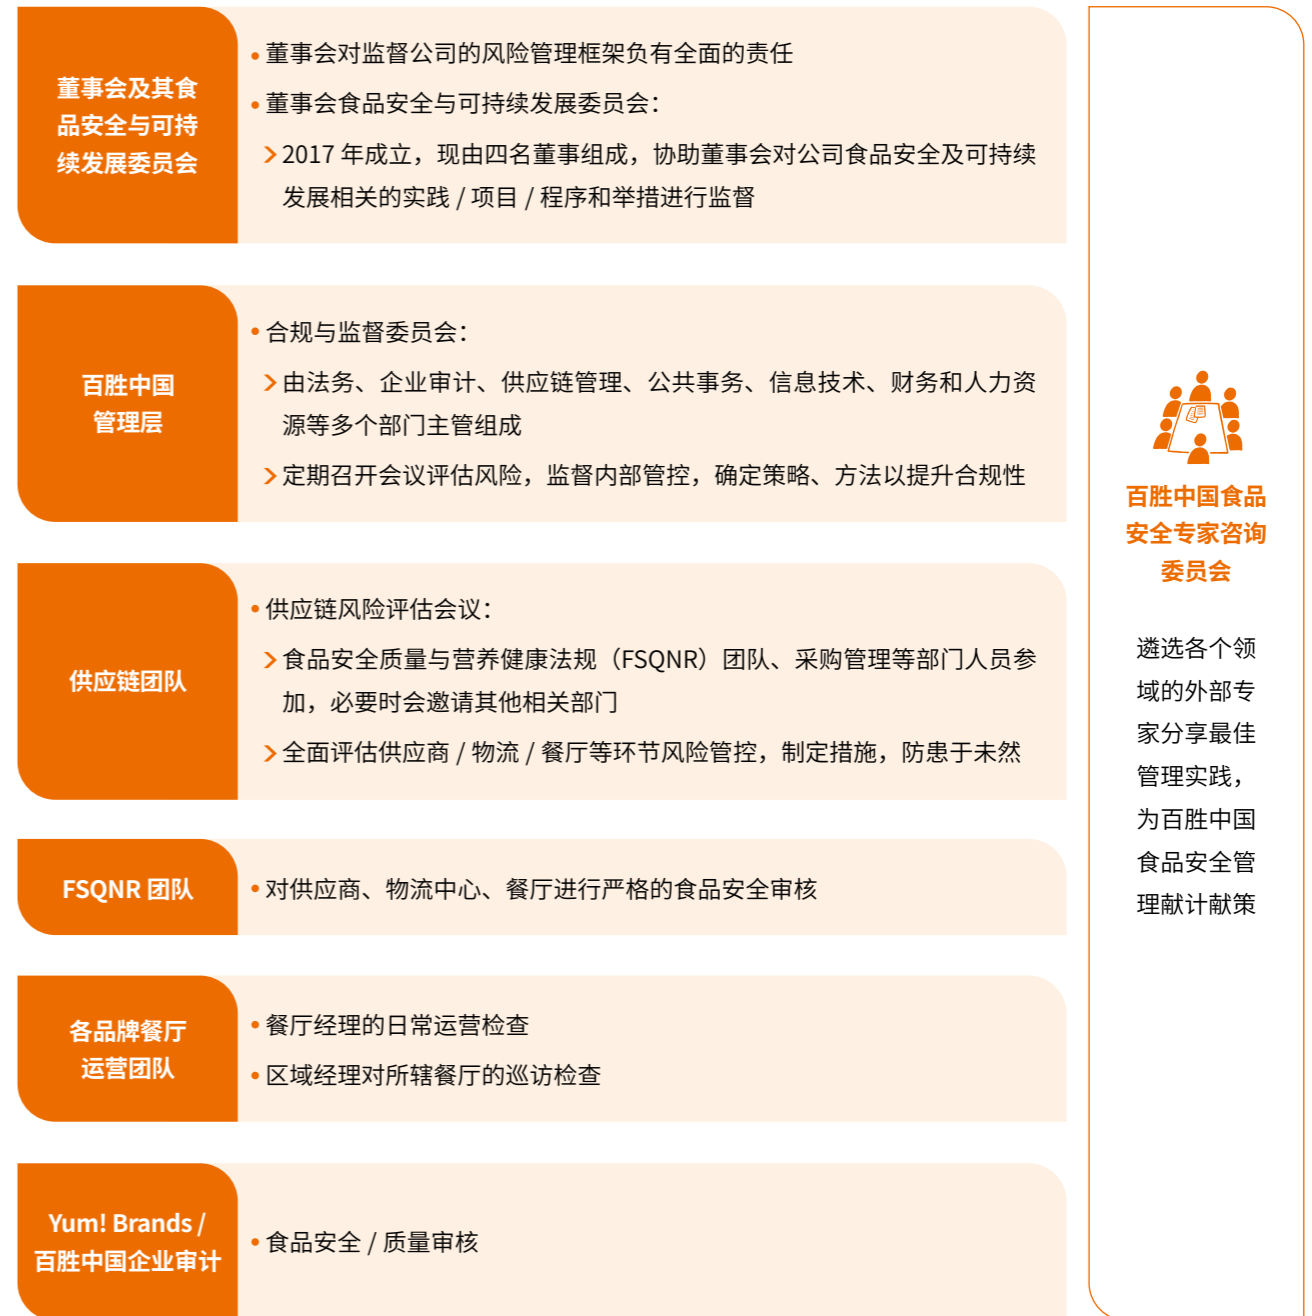 董事会及其食
品安全与可持
续发展委员会
• 董事会对监督公司的风险管理框架负有全面的责任
• 董事会食品安全与可持续发展委员会：
2017 年成立，现由四名董事组成，协助董事会对公司食品安全及可持续
发展相关的实践 / 项目 / 程序和举措进行监督
百胜中国
管理层
• 合规与监督委员会：
由法务、企业审计、供应链管理、公共事务、信息技术、财务和人力资
源等多个部门主管组成
定期召开会议评估风险，监督内部管控，确定策略、方法以提升合规性
供应链团队
• 供应链风险评估会议：
食品安全质量与营养健康法规（FSQNR）团队、采购管理等部门人员参
加，必要时会邀请其他相关部门
全面评估供应商 / 物流 / 餐厅等环节风险管控，制定措施，防患于未然
FSQNR 团队
• 对供应商、物流中心、餐厅进行严格的食品安全审核
各品牌餐厅
运营团队
• 餐厅经理的日常运营检查
• 区域经理对所辖餐厅的巡访检查
Yum! Brands /
百胜中国企业审计
• 食品安全 / 质量审核
百胜中国食品
安全专家咨询
委员会
遴选各个领
域的外部专
家分享最佳
管理实践，
为百胜中国
食品安全管
理献计献策